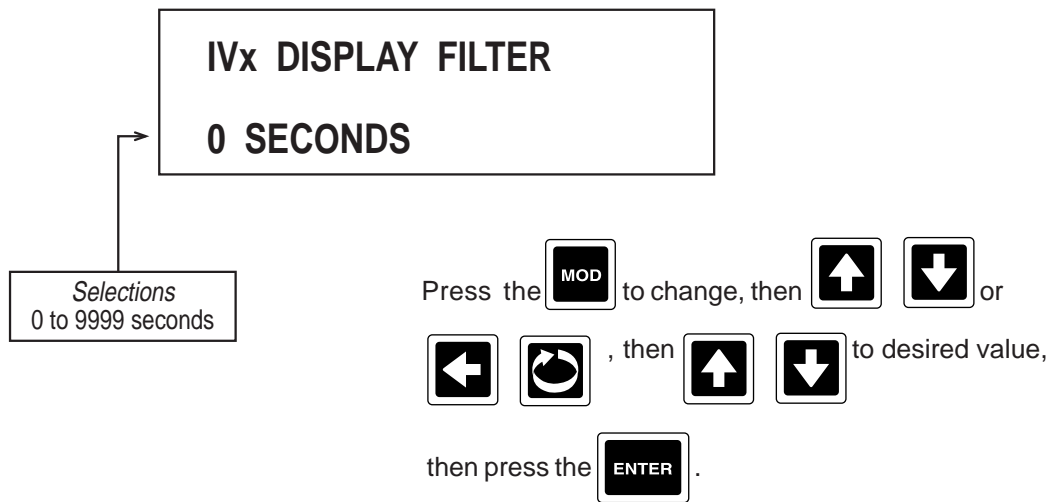 IVx DISPLAY FILTER
0 SECONDS
Selections
0 to 9999 seconds
Press the MOD to change, then or
, then to desired value,
then press the ENTER .